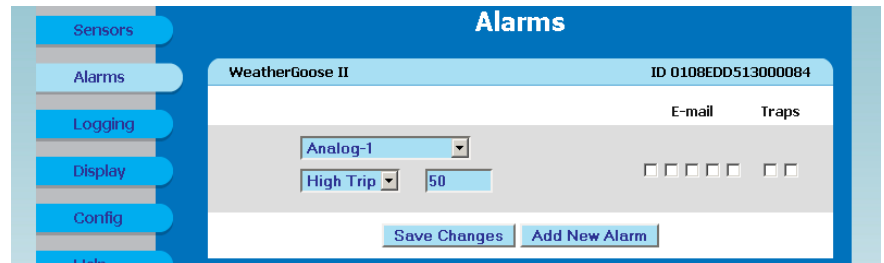 Alarms
Sensors
Alarms
Logging
Display
Config
WeatherGoose II ID 0108EDD513000084
E-mail Traps
Analog-1
High Trip 50
Save Changes Add New Alarm